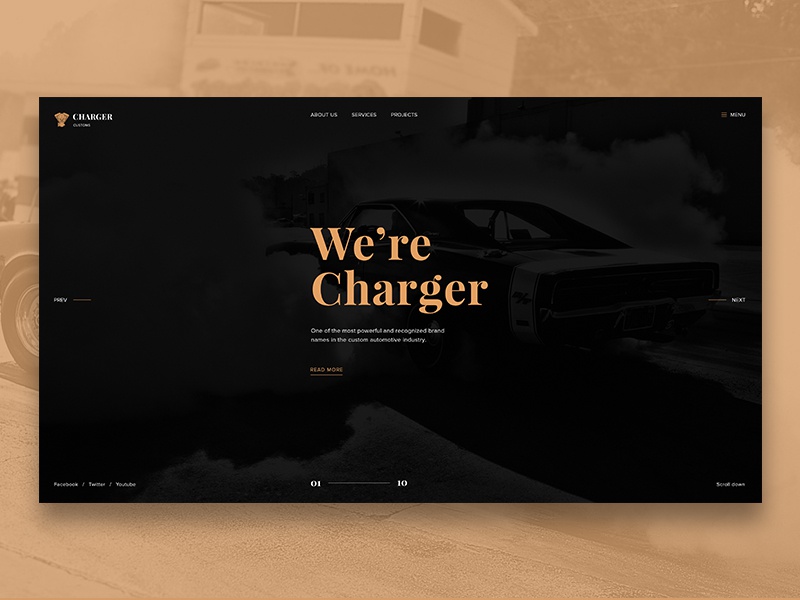 CHARGER
CUSTOMS
ABOUT US SERVICES PROJECTS
MENU
We're
Charger
PREV
NEXT
One of the most powerful and recognized brand
names in the custom automotive industry.
READ MORE
Facebook / Twitter / Youtube
01 10
Scroll down